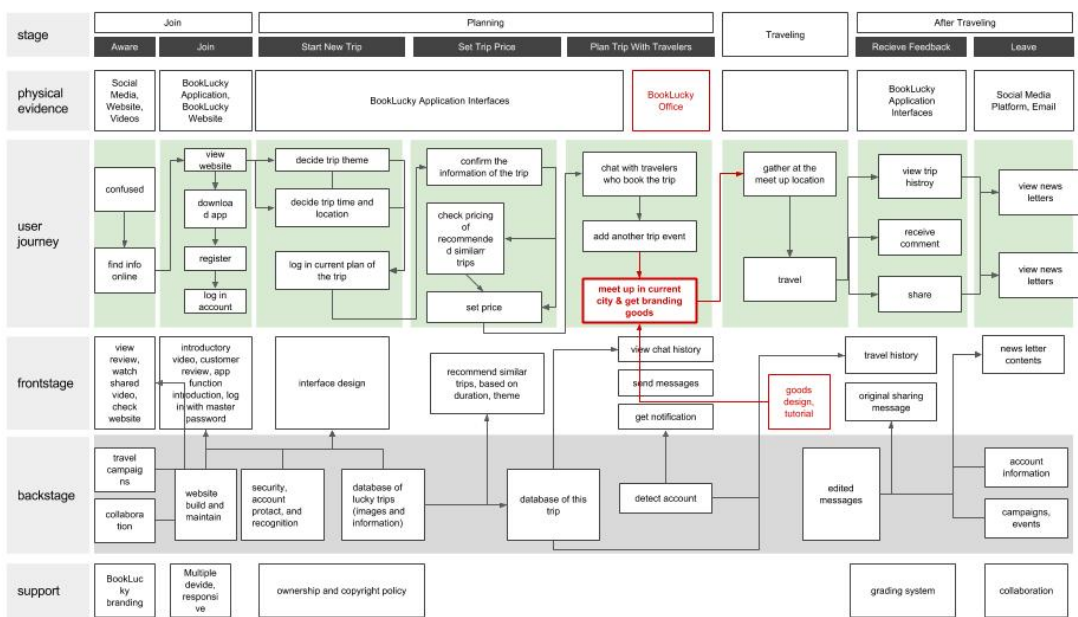 stage
Join
Planning
Traveling
After Traveling
Aware
Join
Start New Trip
Set Trip Price
Plan Trip With Travelers
Recieve Feedback
Leave
physical
evidence
Social
Media,
Website,
Videos
BookLucky
Application,
BookLucky
Website
BookLucky Application Interfaces
BookLucky
Office
BookLucky
Application
Interfaces
Social Media
Platform, Email
user
journey
confused
find info
online
view
website
downloa
d app
register
log in
account
decide trip theme
decide trip time and
location
log in current plan of
the trip
confirm the
information of the trip
check pricing
of
recommende
d similarr
trips
set price
chat with travelers
who book the trip
add another trip event
meet up in current
city & get branding
goods
gather at the
meet up location
travel
view trip
histroy
receive
comment
share
view news
letters
view news
letters
frontstage
view
review,
watch
shared
video,
check
website
introductory
video, customer
review, app
function
introduction, log
in with master
password
interface design
recommend similar
trips, based on
duration, theme
view chat history
send messages
get notification
goods
design,
tutorial
travel history
original sharing
message
news letter
contents
backstage
travel
campaig
ns
collabora
tion
website
build and
maintain
security,
account
protact, and
recognition
database of
lucky trips
(images and
information)
database of this
trip
detect account
edited
messages
account
information
campaigns,
events
support
BookLuc
ky
branding
Multiple
devide,
responsi
ve
ownership and copyright policy
grading system
collaboration